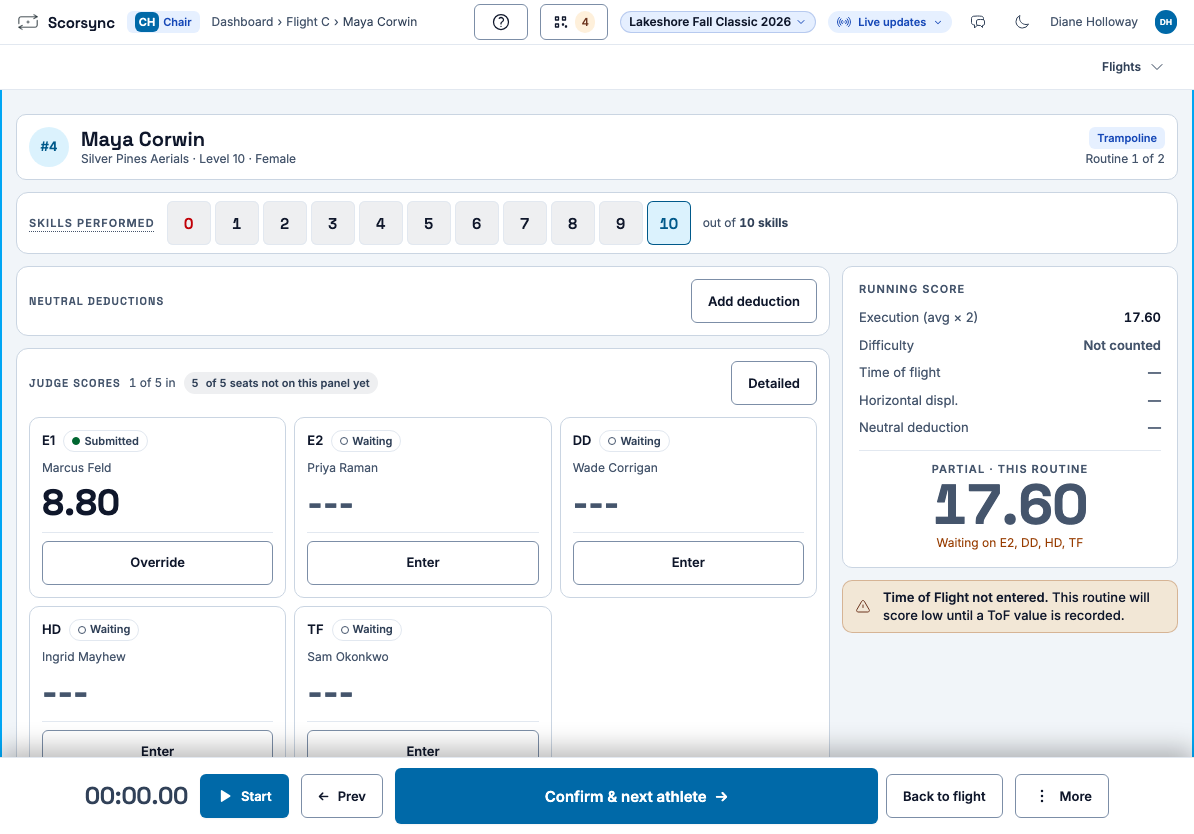 Scorsync CH Chair Dashboard › Flight C › Maya Corwin 4 Lakeshore Fall Classic 2026 Live updates Diane Holloway DH
Flights
#4
Maya Corwin
Silver Pines Aerials · Level 10 · Female
Trampoline
Routine 1 of 2
SKILLS PERFORMED 0 1 2 3 4 5 6 7 8 9 10 out of 10 skills
NEUTRAL DEDUCTIONS Add deduction
JUDGE SCORES 1 of 5 in 5 of 5 seats not on this panel yet Detailed
E1 Submitted
Marcus Feld
8.80
Override
E2 Waiting
Priya Raman
---
Enter
DD Waiting
Wade Corrigan
---
Enter
HD Waiting
Ingrid Mayhew
---
Enter
TF Waiting
Sam Okonkwo
---
Enter
RUNNING SCORE
Execution (avg × 2) 17.60
Difficulty Not counted
Time of flight —
Horizontal displ. —
Neutral deduction —
PARTIAL · THIS ROUTINE
17.60
Waiting on E2, DD, HD, TF
Time of Flight not entered. This routine will
score low until a ToF value is recorded.
00:00.00 Start ← Prev Confirm & next athlete → Back to flight ⋮ More